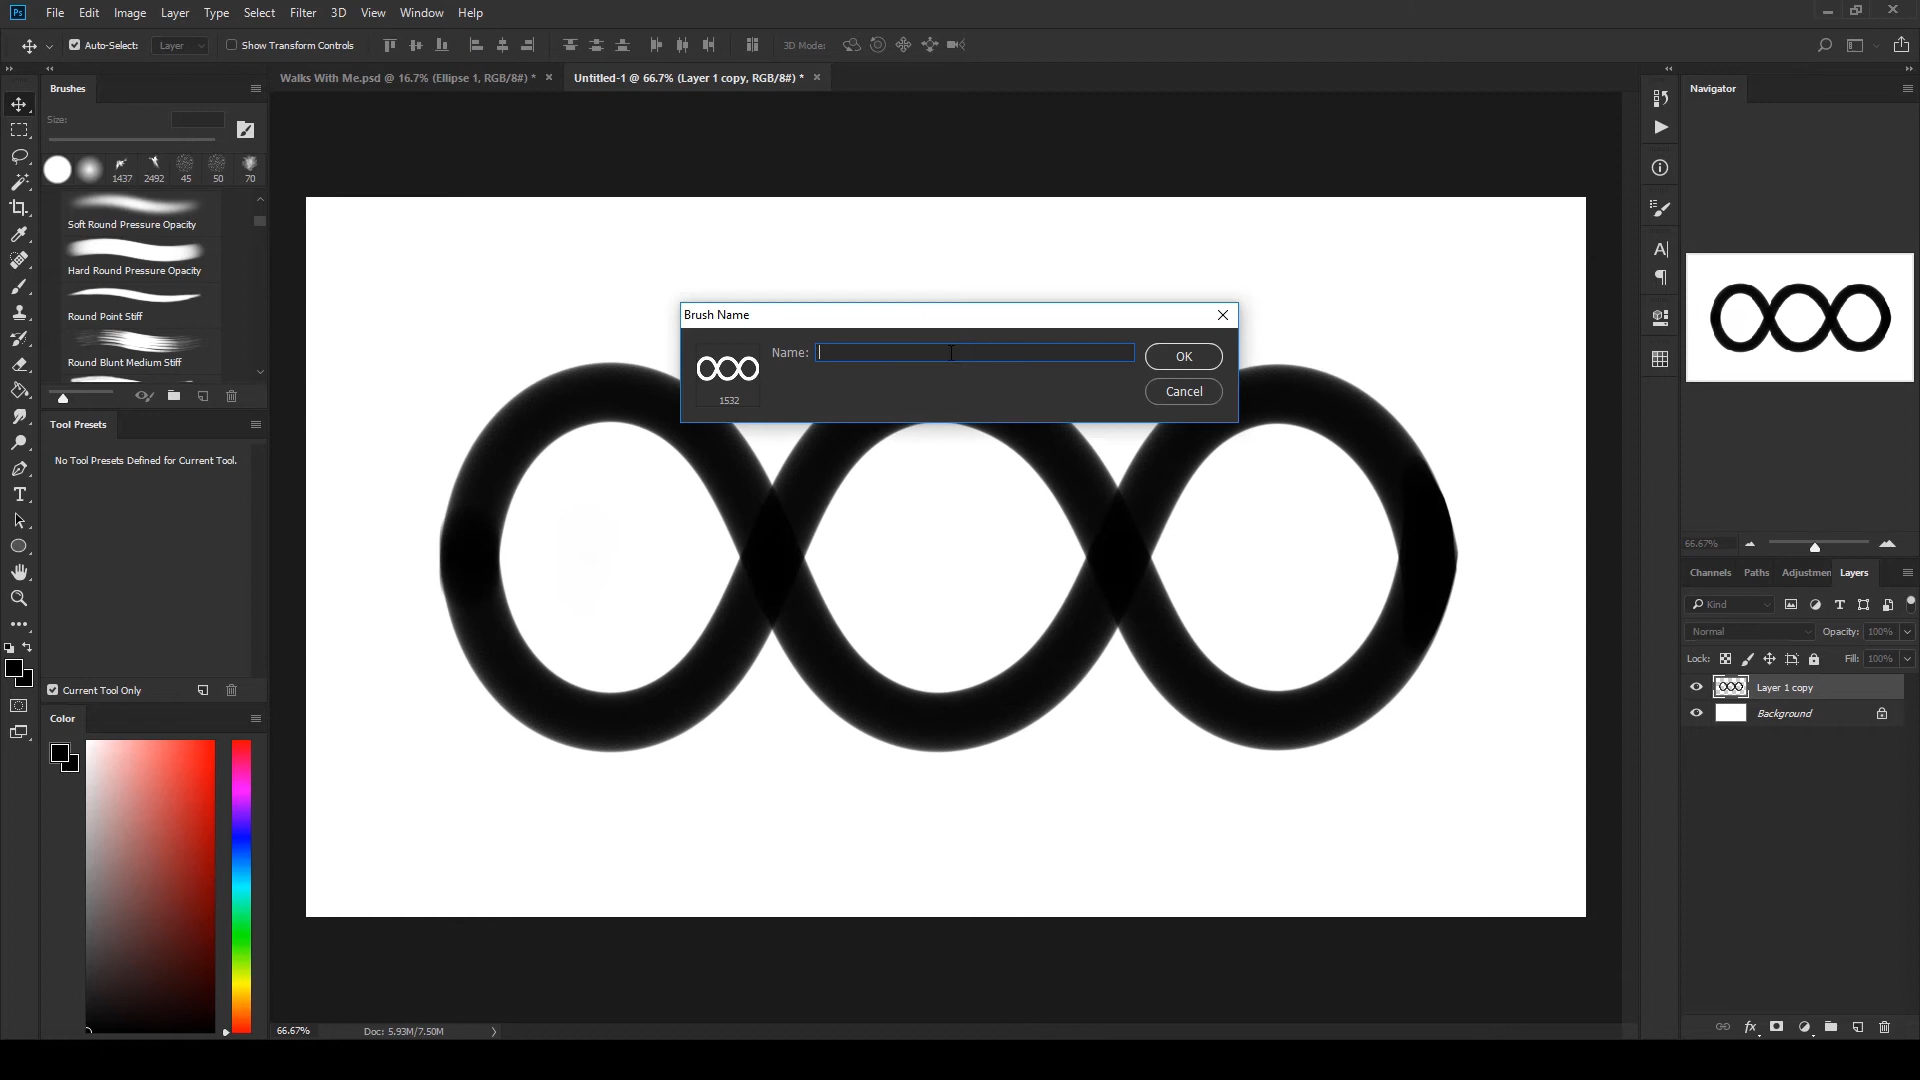 Ps File Edit Image Layer Type Select Filter 3D View Window Help
Auto-Select: Layer Show Transform Controls 3D Mode:
Walks With Me.psd @ 16.7% (Ellipse 1, RGB/8#) * Untitled-1 @ 66.7% (Layer 1 copy, RGB/8#) *
Brushes
Size:
1437 2492 45 50 70
Soft Round Pressure Opacity
Hard Round Pressure Opacity
Round Point Stiff
Round Blunt Medium Stiff
Tool Presets
No Tool Presets Defined for Current Tool.
Current Tool Only
Color
Brush Name
Name:
OK
Cancel
1532
66.67% Doc: 5.93M/7.50M
Navigator
66.67%
Channels Paths Adjustmen Layers
Kind
Normal Opacity: 100%
Lock: Fill: 100%
Layer 1 copy
Background